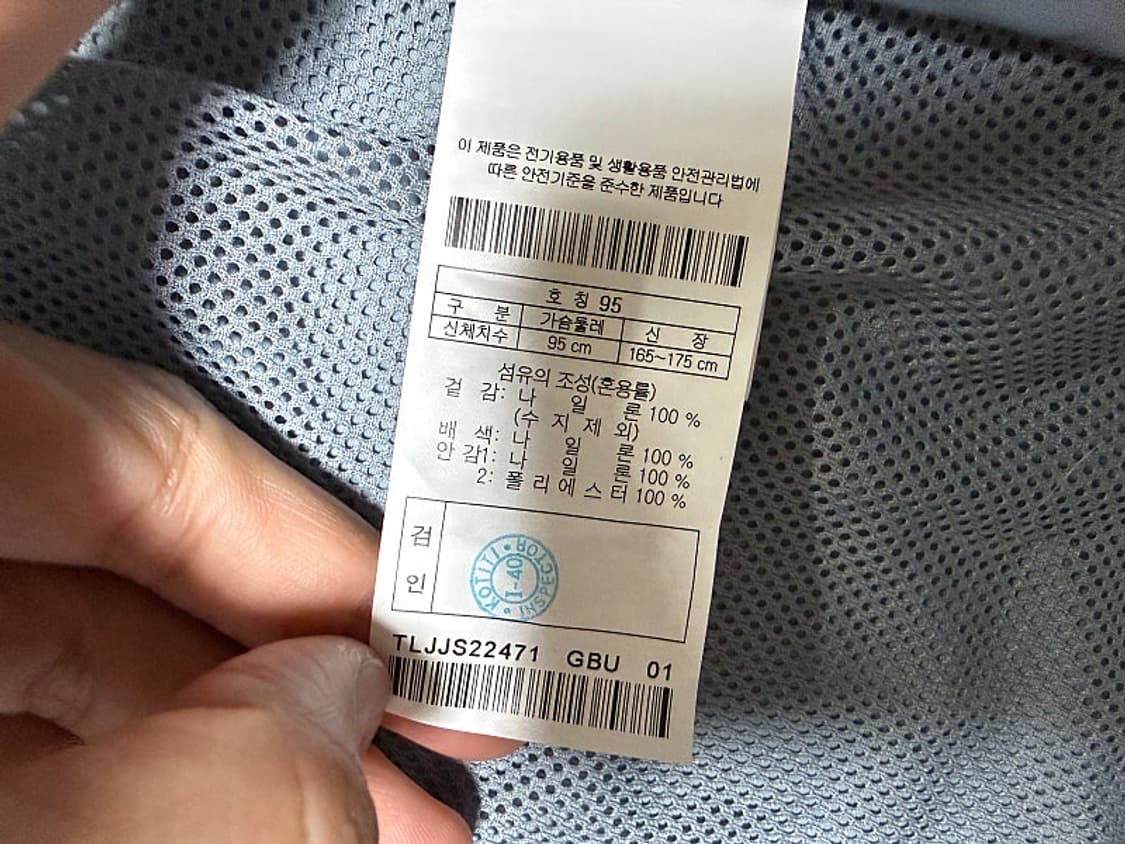 이 제품은 전기용품 및 생활용품 안전관리법에
따른 안전기준을 준수한 제품입니다
호 칭 95
구 분 가슴둘레 신 장
신체치수 95 cm 165~175 cm
섬유의 조성(혼용률)
겉 감: 나 일 론 100 %
(수 지 제 외)
배 색: 나 일 론 100 %
안 감1: 나 일 론 100 %
2: 폴 리 에 스 터 100 %
검
인
KOTITI • INSPECTOR •
I-40
TLJJS22471 GBU 01